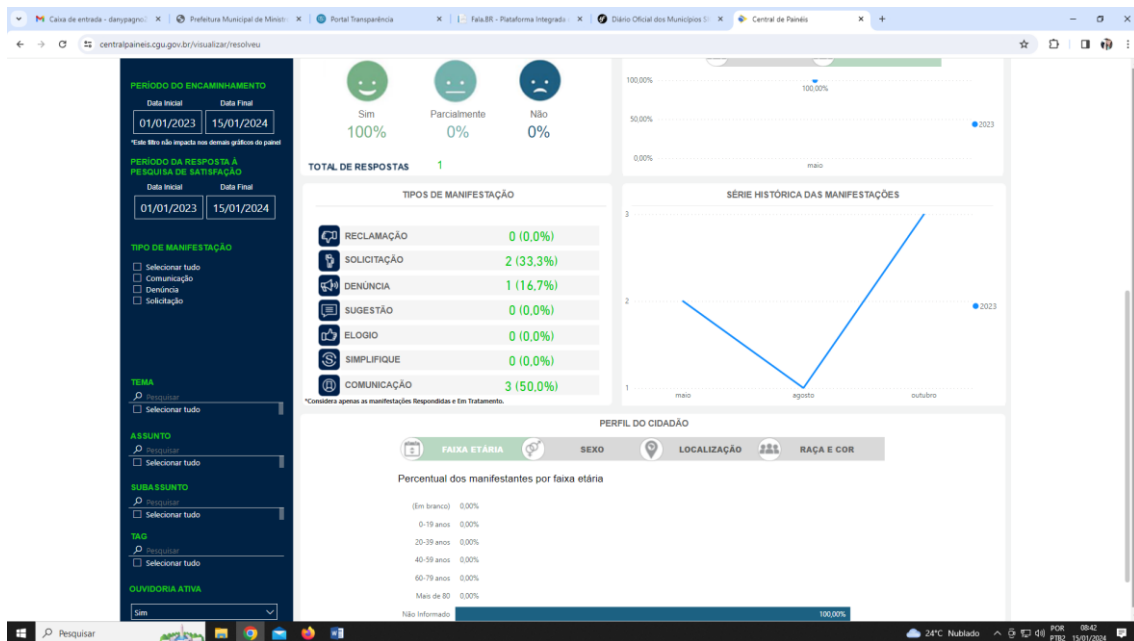 Caixa de entrada - danypagno2
Prefeitura Municipal de Ministr
Portal Transparência
Fala.BR - Plataforma Integrada
Diário Oficial dos Municípios
Central de Painéis
centralpaineis.cgu.gov.br/visualizar/resolveu
PERÍODO DO ENCAMINHAMENTO
Data Inicial Data Final
01/01/2023 15/01/2024
*Este filtro não impacta nos demais gráficos do painel
PERÍODO DA RESPOSTA À
PESQUISA DE SATISFAÇÃO
Data Inicial Data Final
01/01/2023 15/01/2024
TIPO DE MANIFESTAÇÃO
Selecionar tudo
Comunicação
Denúncia
Solicitação
TEMA
Pesquisar
Selecionar tudo
ASSUNTO
Pesquisar
Selecionar tudo
SUBASSUNTO
Pesquisar
Selecionar tudo
TAG
Pesquisar
Selecionar tudo
OUVIDORIA ATIVA
Sim
Sim Parcialmente Não
100% 0% 0%
TOTAL DE RESPOSTAS 1
100,00%
100,00%
50,00%
2023
0,00%
maio
TIPOS DE MANIFESTAÇÃO
RECLAMAÇÃO 0 (0,0%)
SOLICITAÇÃO 2 (33,3%)
DENÚNCIA 1 (16,7%)
SUGESTÃO 0 (0,0%)
ELOGIO 0 (0,0%)
SIMPLIFIQUE 0 (0,0%)
COMUNICAÇÃO 3 (50,0%)
*Considera apenas as manifestações Respondidas e Em Tratamento.
SÉRIE HISTÓRICA DAS MANIFESTAÇÕES
3
2
2023
1
maio agosto outubro
PERFIL DO CIDADÃO
FAIXA ETÁRIA SEXO LOCALIZAÇÃO RAÇA E COR
Percentual dos manifestantes por faixa etária
(Em branco) 0,00%
0-19 anos 0,00%
20-39 anos 0,00%
40-59 anos 0,00%
60-79 anos 0,00%
Mais de 80 0,00%
Não Informado 100,00%
Pesquisar
24°C Nublado
POR 08:42
PTB2 15/01/2024